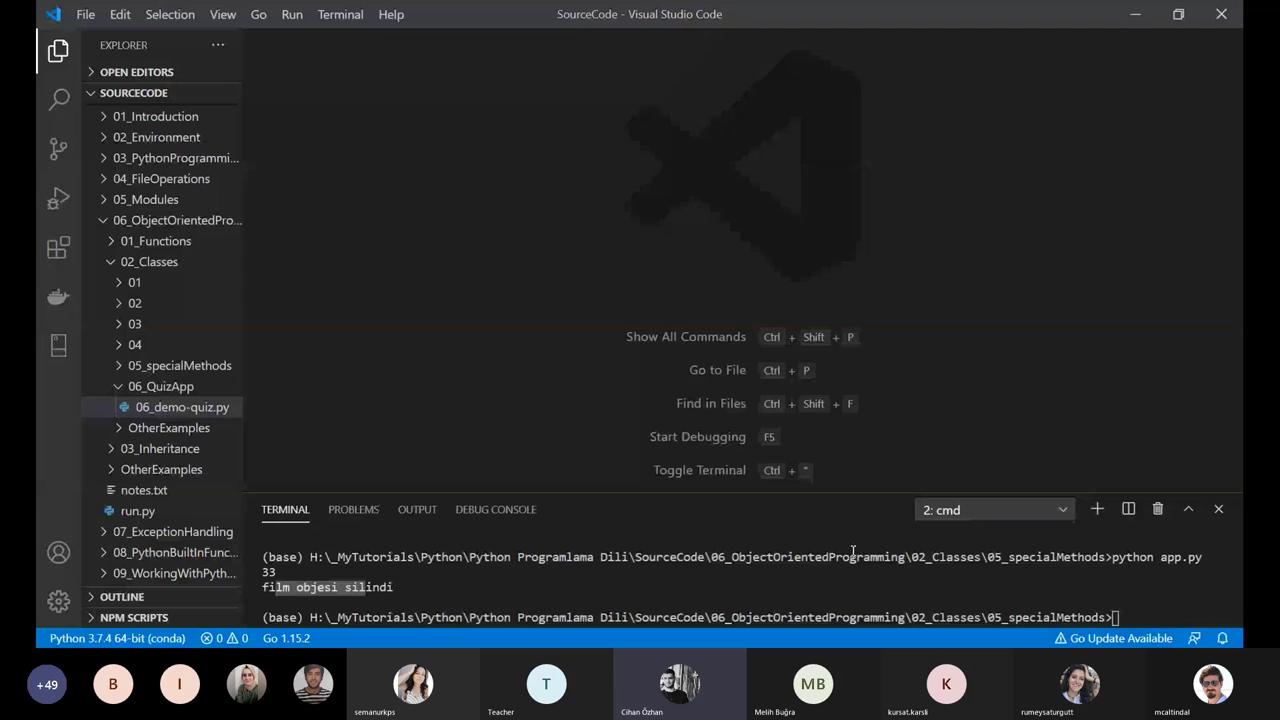 File Edit Selection View Go Run Terminal Help
SourceCode - Visual Studio Code
EXPLORER
OPEN EDITORS
SOURCECODE
01_Introduction
02_Environment
03_PythonProgrammi...
04_FileOperations
05_Modules
06_ObjectOrientedPro...
01_Functions
02_Classes
01
02
03
04
05_specialMethods
06_QuizApp
06_demo-quiz.py
OtherExamples
03_Inheritance
OtherExamples
notes.txt
run.py
07_ExceptionHandling
08_PythonBuiltInFunc...
09_WorkingWithPyth...
OUTLINE
NPM SCRIPTS
Show All Commands Ctrl + Shift + P
Go to File Ctrl + P
Find in Files Ctrl + Shift + F
Start Debugging F5
Toggle Terminal Ctrl + "
TERMINAL PROBLEMS OUTPUT DEBUG CONSOLE
2: cmd
(base) H:\_MyTutorials\Python\Python Programlama Dili\SourceCode\06_ObjectOrientedProgramming\02_Classes\05_specialMethods>python app.py
33
film objesi silindi
(base) H:\_MyTutorials\Python\Python Programlama Dili\SourceCode\06_ObjectOrientedProgramming\02_Classes\05_specialMethods>
Python 3.7.4 64-bit (conda) 0 0 Go 1.15.2
Go Update Available
+49 B I T MB K
semanurkps Teacher Cihan Özhan Melih Buğra kursat.karsli rumeysaturgutt mcaltindal